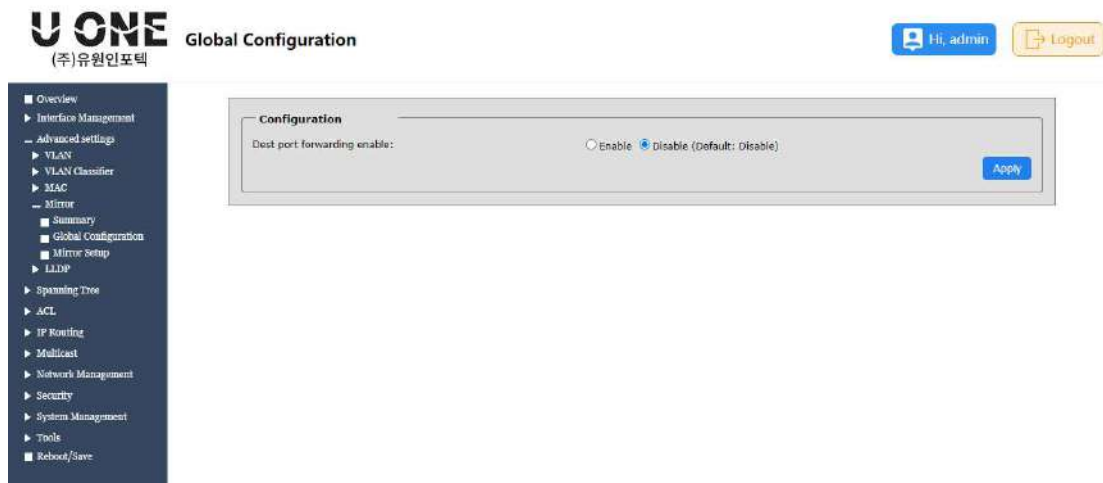 U ONE
(주)유원인포텍
Global Configuration
Hi, admin
Logout
Overview
Interface Management
Advanced settings
VLAN
VLAN Classifier
MAC
Mirror
Summary
Global Configuration
Mirror Setup
LLDP
Spanning Tree
ACL
IP Routing
Multicast
Network Management
Security
System Management
Tools
Reboot/Save
Configuration
Dest port forwarding enable: Enable Disable (Default: Disable)
Apply